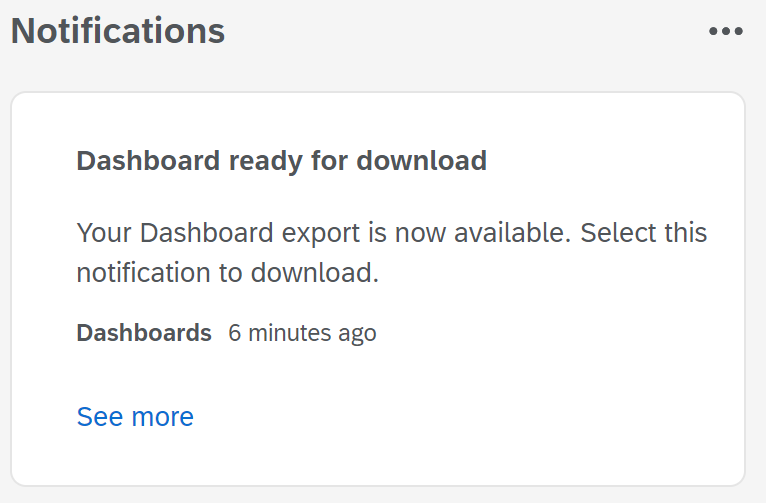 Notifications
Dashboard ready for download
Your Dashboard export is now available. Select this
notification to download.
Dashboards 6 minutes ago
See more